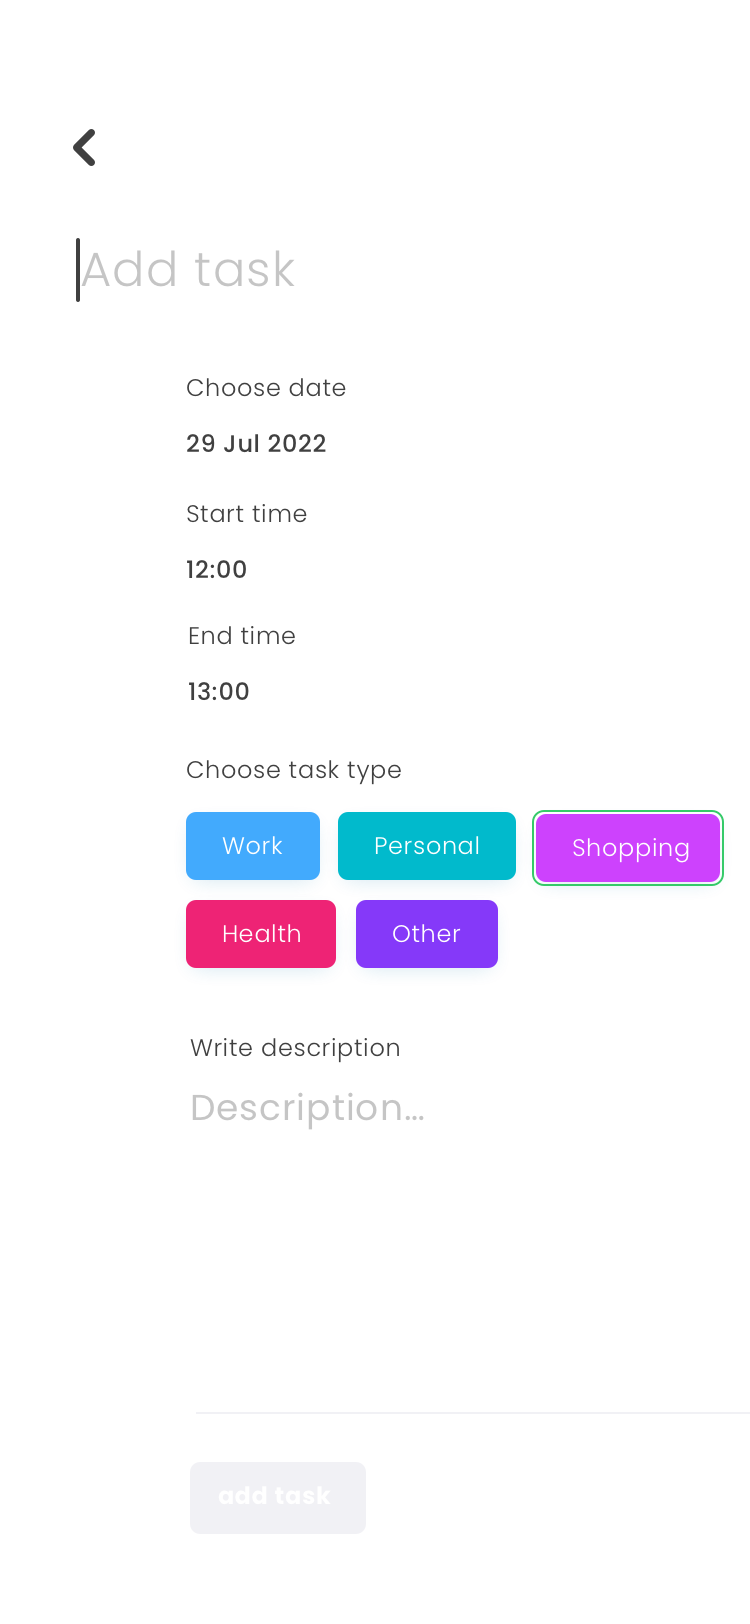 Add task
Choose date
29 Jul 2022
Start time
12:00
End time
13:00
Choose task type
Work Personal Shopping
Health Other
Write description
Description...
add task